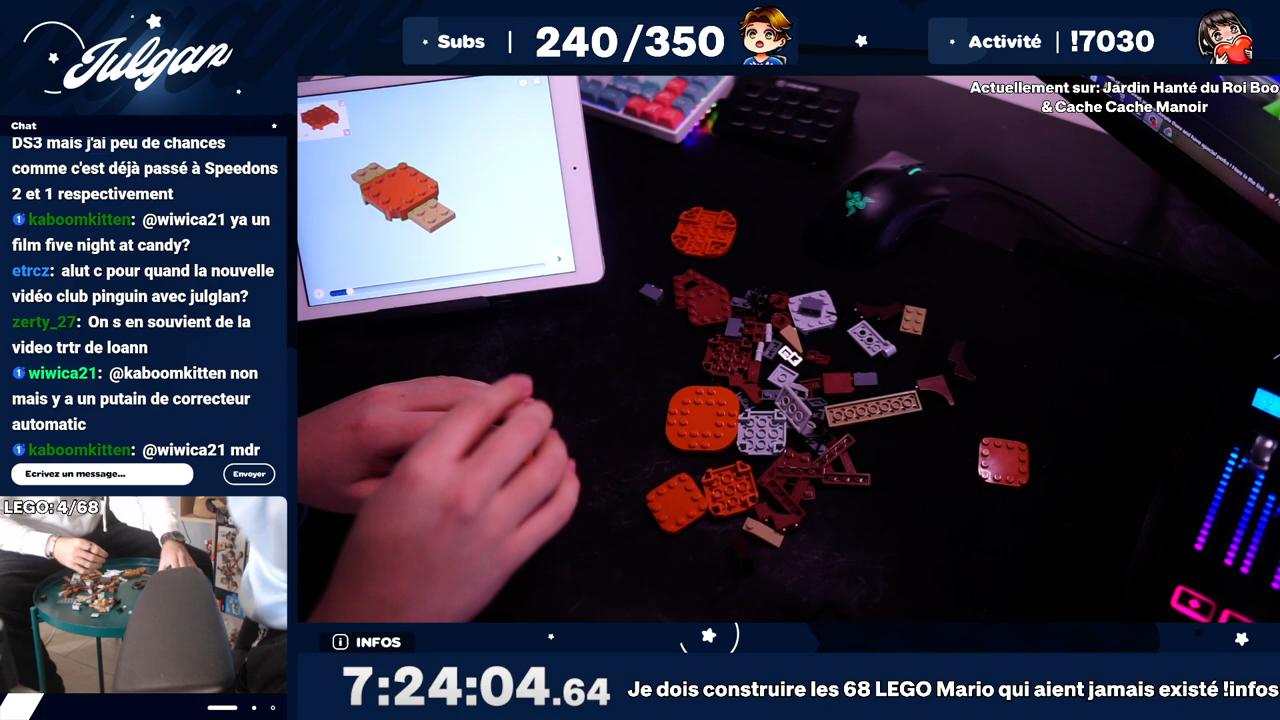 Julgan
Subs | 240/350
Activité | !7030
Actuellement sur: Jardin Hanté du Roi Boo
& Cache Cache Manoir
Chat
DS3 mais j'ai peu de chances
comme c'est déjà passé à Speedons
2 et 1 respectivement
kaboomkitten: @wiwica21 ya un
film five night at candy?
etrcz: alut c pour quand la nouvelle
vidéo club pinguin avec julglan?
zerty_27: On s en souvient de la
video trtr de loann
wiwica21: @kaboomkitten non
mais y a un putain de correcteur
automatic
kaboomkitten: @wiwica21 mdr
Ecrivez un message...
Envoyer
LEGO: 4/68
INFOS
7:24:04.64
Je dois construire les 68 LEGO Mario qui aient jamais existé !infos